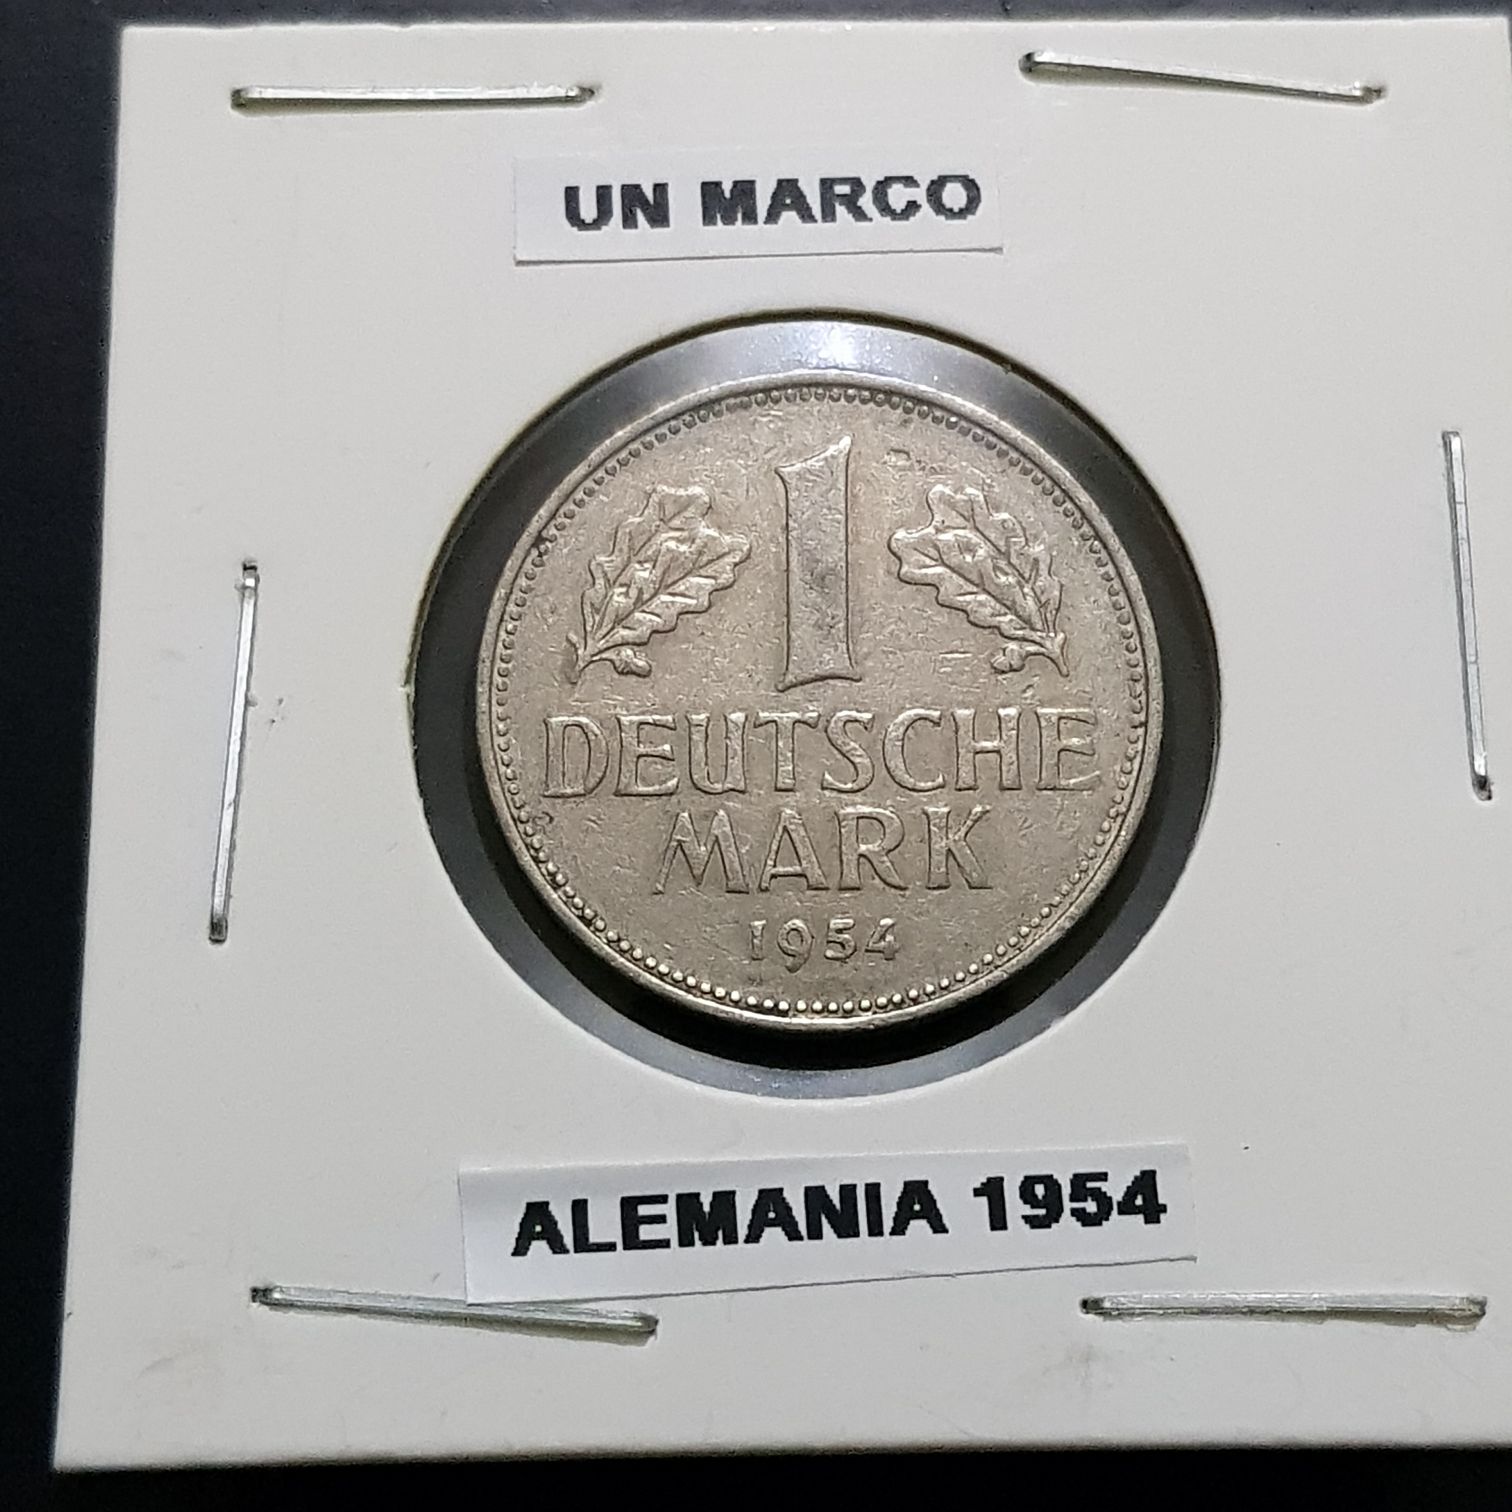 UN MARCO
1
DEUTSCHE
MARK
1954
ALEMANIA 1954